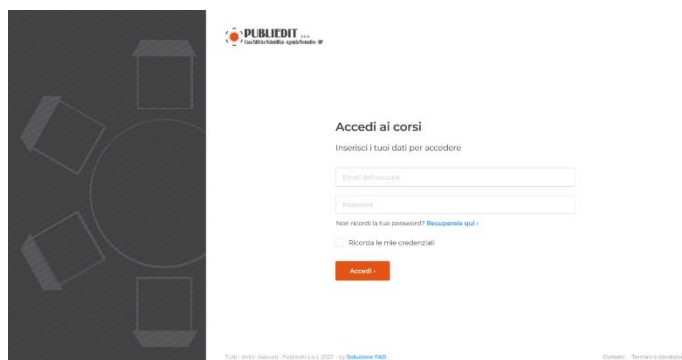 PUBLIEDIT s.a.s.
Accedi ai corsi
Inserisci i tuoi dati per accedere
Email dell'account
Password
Non ricordi la tua password? Recuperala qui ›
Ricorda le mie credenziali
Accedi ›
Tutti i diritti riservati - Publiedit s.a.s. 2023 - by Soluzione FAD
Contatti Termini e condizioni